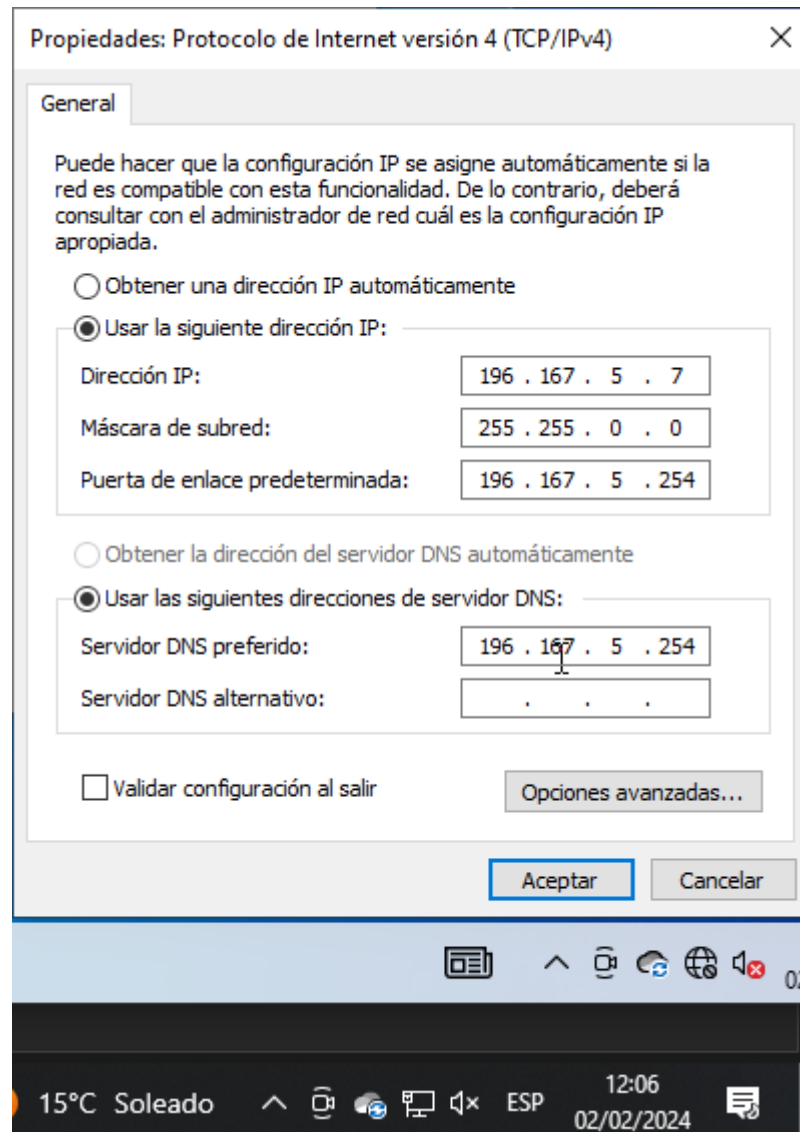 Propiedades: Protocolo de Internet versión 4 (TCP/IPv4)
General
Puede hacer que la configuración IP se asigne automáticamente si la
red es compatible con esta funcionalidad. De lo contrario, deberá
consultar con el administrador de red cuál es la configuración IP
apropiada.
Obtener una dirección IP automáticamente
Usar la siguiente dirección IP:
Dirección IP: 196 . 167 . 5 . 7
Máscara de subred: 255 . 255 . 0 . 0
Puerta de enlace predeterminada: 196 . 167 . 5 . 254
Obtener la dirección del servidor DNS automáticamente
Usar las siguientes direcciones de servidor DNS:
Servidor DNS preferido: 196 . 167 . 5 . 254
Servidor DNS alternativo: . . .
Validar configuración al salir
Opciones avanzadas...
Aceptar Cancelar
15°C Soleado ESP 12:06
02/02/2024